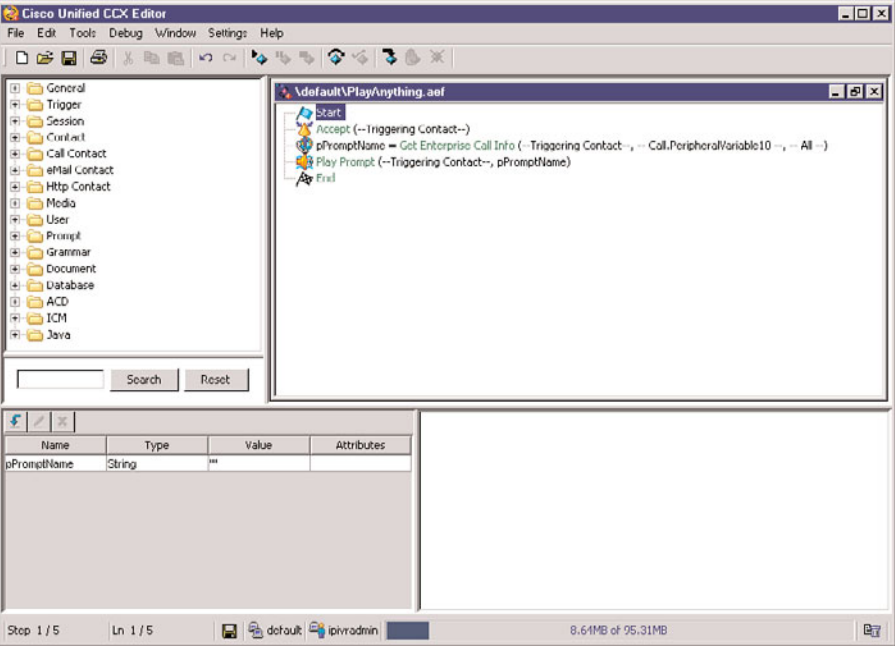 Cisco Unified CCX Editor
File Edit Tools Debug Window Settings Help
General
Trigger
Session
Contact
Call Contact
eMail Contact
Http Contact
Media
User
Prompt
Grammar
Document
Database
ACD
ICM
Java
Search Reset
\default\PlayAnything.aef
Start
Accept (--Triggering Contact--)
pPromptName = Get Enterprise Call Info (--Triggering Contact--, -- Call.PeripheralVariable10 --, -- All --)
Play Prompt (--Triggering Contact--, pPromptName)
End
Name Type Value Attributes
pPromptName String ""
Step 1/5 Ln 1/5 default ipivradmin 8.64MB of 95.31MB